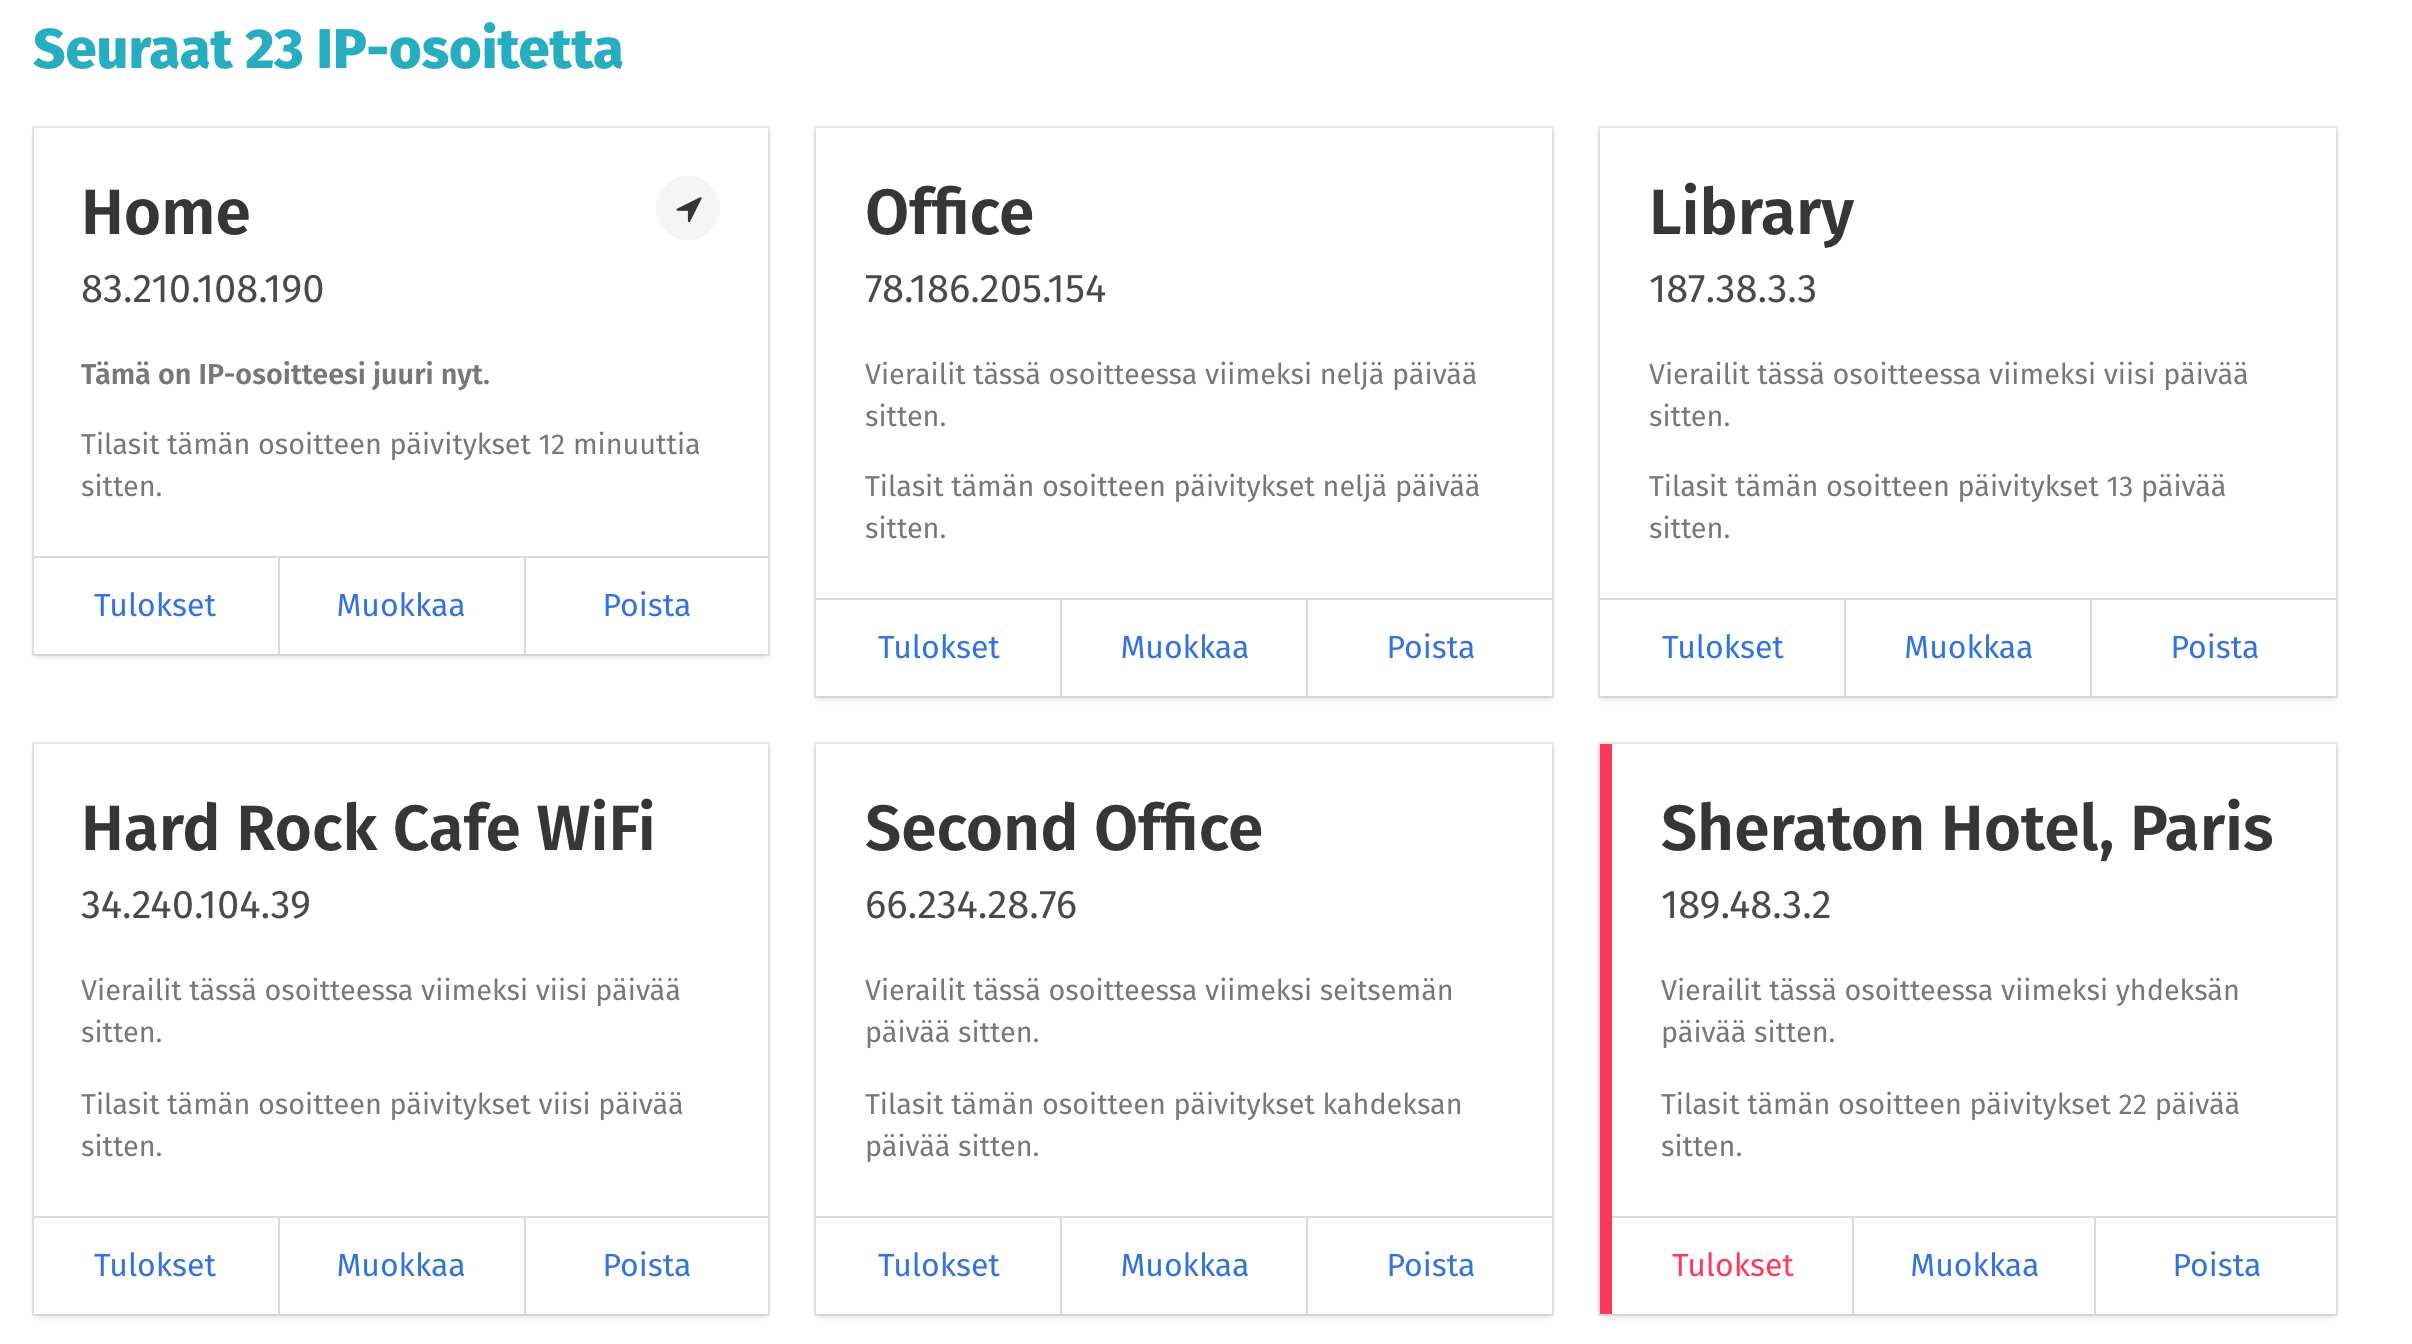 Seuraat 23 IP-osoitetta
Home
83.210.108.190
Tämä on IP-osoitteesi juuri nyt.
Tilasit tämän osoitteen päivitykset 12 minuuttia
sitten.
Tulokset
Muokkaa
Poista
Office
78.186.205.154
Vierailit tässä osoitteessa viimeksi neljä päivää
sitten.
Tilasit tämän osoitteen päivitykset neljä päivää
sitten.
Tulokset
Muokkaa
Poista
Library
187.38.3.3
Vierailit tässä osoitteessa viimeksi viisi päivää
sitten.
Tilasit tämän osoitteen päivitykset 13 päivää
sitten.
Tulokset
Muokkaa
Poista
Hard Rock Cafe WiFi
34.240.104.39
Vierailit tässä osoitteessa viimeksi viisi päivää
sitten.
Tilasit tämän osoitteen päivitykset viisi päivää
sitten.
Tulokset
Muokkaa
Poista
Second Office
66.234.28.76
Vierailit tässä osoitteessa viimeksi seitsemän
päivää sitten.
Tilasit tämän osoitteen päivitykset kahdeksan
päivää sitten.
Tulokset
Muokkaa
Poista
Sheraton Hotel, Paris
189.48.3.2
Vierailit tässä osoitteessa viimeksi yhdeksän
päivää sitten.
Tilasit tämän osoitteen päivitykset 22 päivää
sitten.
Tulokset
Muokkaa
Poista